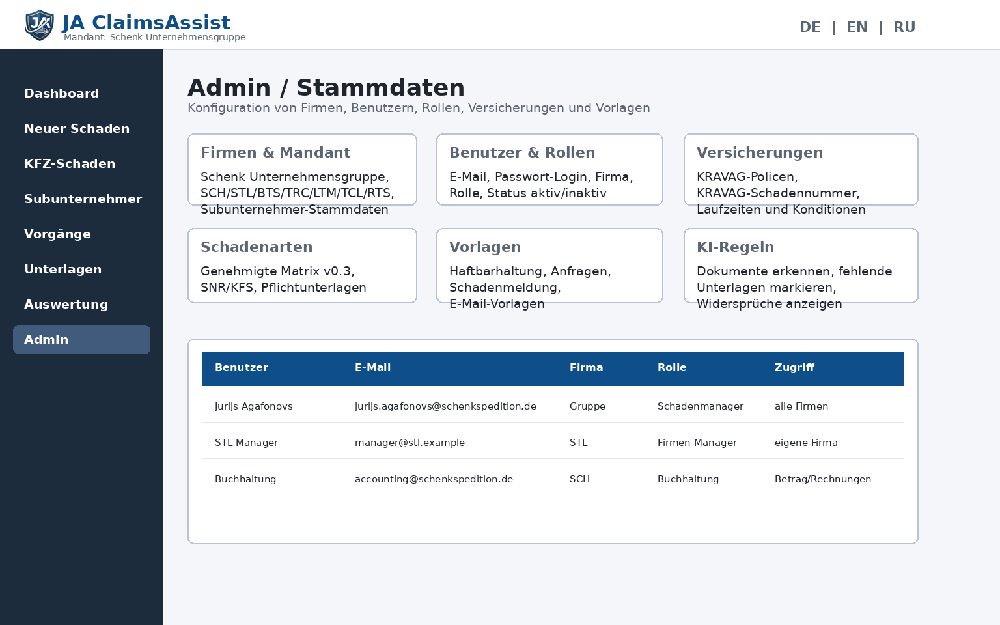 JA
JA ClaimsAssist
Mandant: Schenk Unternehmensgruppe
DE | EN | RU
Dashboard
Neuer Schaden
KFZ-Schaden
Subunternehmer
Vorgänge
Unterlagen
Auswertung
Admin
Admin / Stammdaten
Konfiguration von Firmen, Benutzern, Rollen, Versicherungen und Vorlagen
Firmen & Mandant
Schenk Unternehmensgruppe,
SCH/STL/BTS/TRC/LTM/TCL/RTS,
Subunternehmer-Stammdaten
Benutzer & Rollen
E-Mail, Passwort-Login, Firma,
Rolle, Status aktiv/inaktiv
Versicherungen
KRAVAG-Policen,
KRAVAG-Schadennummer,
Laufzeiten und Konditionen
Schadenarten
Genehmigte Matrix v0.3,
SNR/KFS, Pflichtunterlagen
Vorlagen
Haftbarhaltung, Anfragen,
Schadenmeldung,
E-Mail-Vorlagen
KI-Regeln
Dokumente erkennen, fehlende
Unterlagen markieren,
Widersprüche anzeigen
Benutzer E-Mail Firma Rolle Zugriff
Jurijs Agafonovs jurijs.agafonovs@schenkspedition.de Gruppe Schadenmanager alle Firmen
STL Manager manager@stl.example STL Firmen-Manager eigene Firma
Buchhaltung accounting@schenkspedition.de SCH Buchhaltung Betrag/Rechnungen